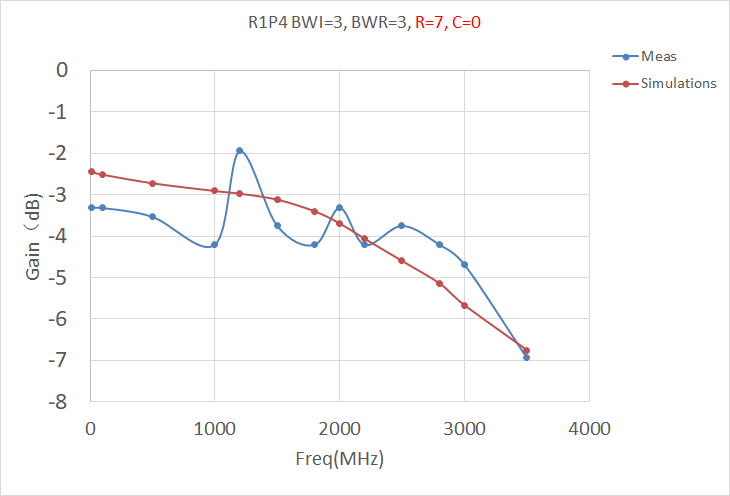 R1P4 BWI=3, BWR=3, R=7, C=0
Meas
Simulations
0
-1
-2
-3
-4
-5
-6
-7
-8
Gain（dB)
0 1000 2000 3000 4000
Freq(MHz)